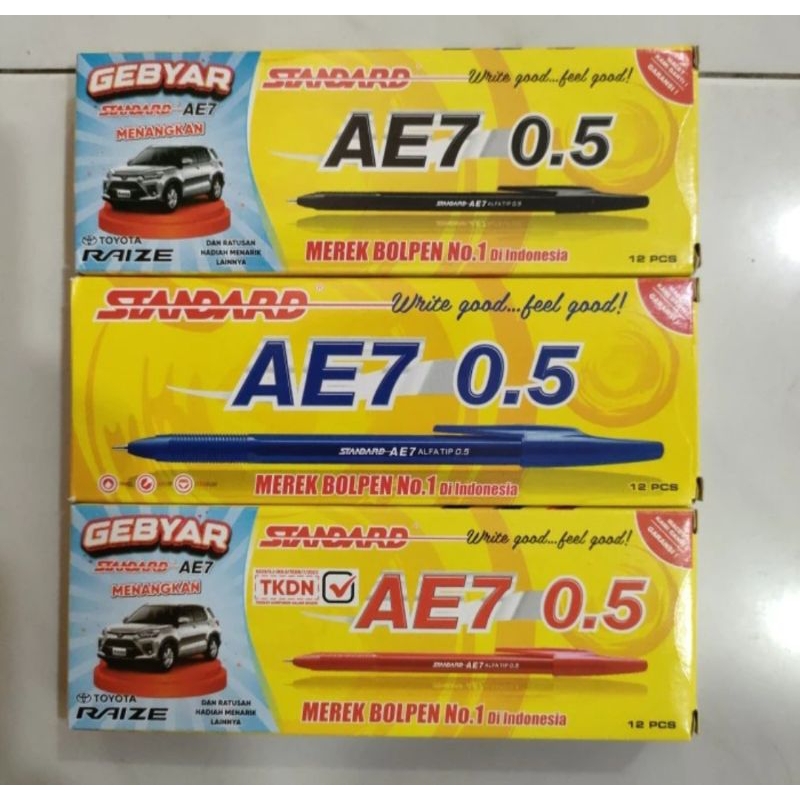 GEBYAR
STANDARD AE7
MENANGKAN
TOYOTA
RAIZE
DAN RATUSAN
HADIAH MENARIK
LAINNYA
STANDARD
Write good...feel good!
GARANSI!
AE7 0.5
STANDARD AE7 ALFATIP 0.5
MEREK BOLPEN No.1 Di Indonesia
12 PCS
STANDARD
Write good...feel good!
GARANSI
AE7 0.5
STANDARD AE7 ALFATIP 0.5
MEREK BOLPEN No.1 Di Indonesia
12 PCS
GEBYAR
STANDARD AE7
MENANGKAN
TOYOTA
RAIZE
DAN RATUSAN
HADIAH MENARIK
LAINNYA
STANDARD
Write good...feel good!
GARANSI
TKDN
AE7 0.5
STANDARD AE7 ALFATIP 0.5
MEREK BOLPEN No.1 Di Indonesia
12 PCS